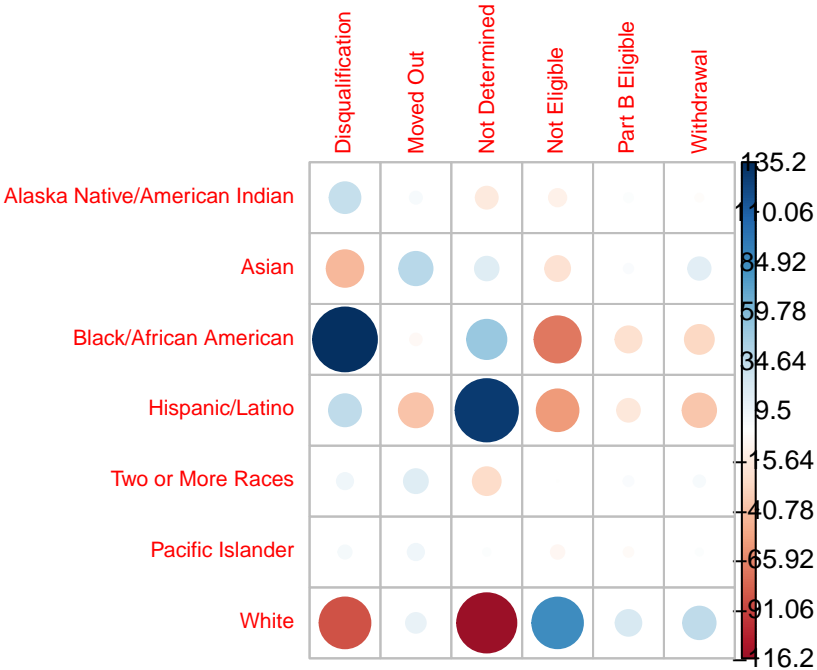 Disqualification
Moved Out
Not Determined
Not Eligible
Part B Eligible
Withdrawal
Alaska Native/American Indian
Asian
Black/African American
Hispanic/Latino
Two or More Races
Pacific Islander
White
135.2
110.06
84.92
59.78
34.64
9.5
-15.64
-40.78
-65.92
-91.06
-116.2